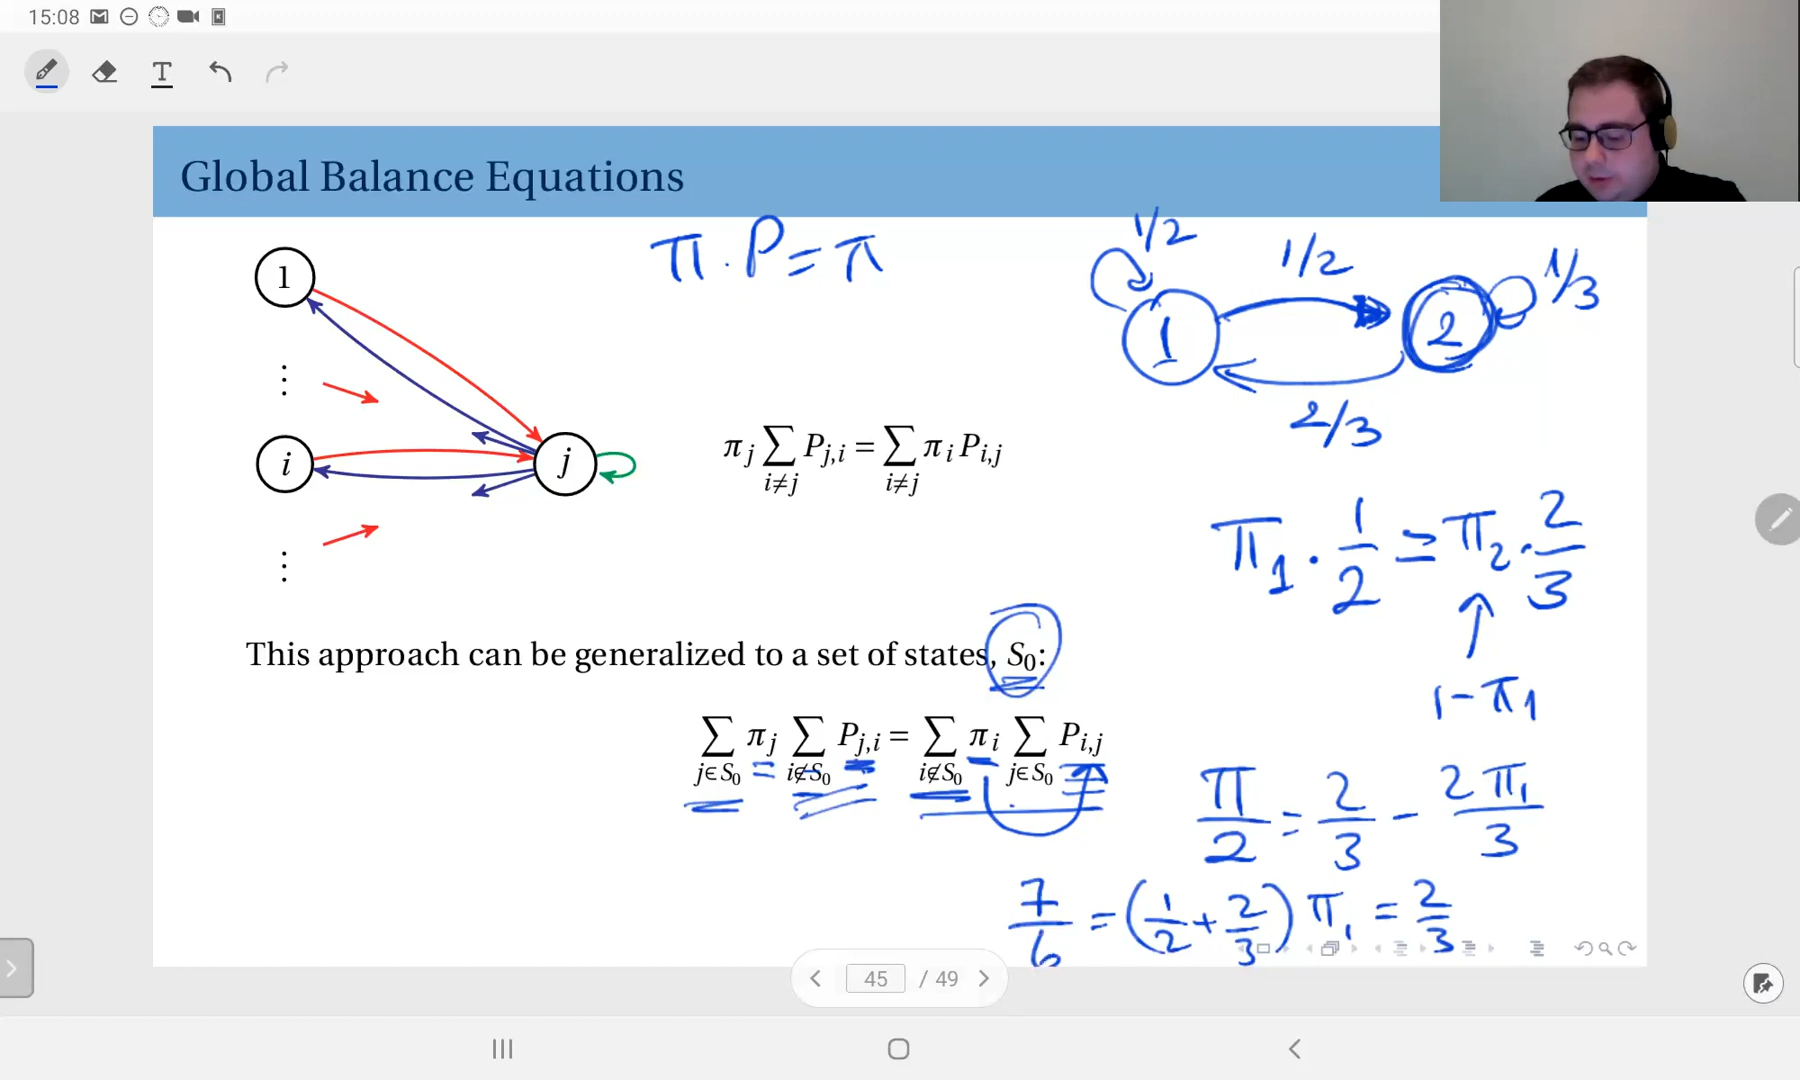 15:08
T
Global Balance Equations
π · P = π
1/2
1/2
1/3
1
2
2/3
1
⋮
i
j
⋮
π_j ∑_{i≠j} P_{j,i} = ∑_{i≠j} π_i P_{i,j}
π_1 · 1/2 = π_2 · 2/3
1 - π_1
This approach can be generalized to a set of states, S_0:
∑_{j∈S_0} π_j ∑_{i∉S_0} P_{j,i} = ∑_{i∉S_0} π_i ∑_{j∈S_0} P_{i,j}
π/2 = 2/3 - 2π_1/3
7/6 = (1/2 + 2/3) π_1 = 2/3
45 / 49